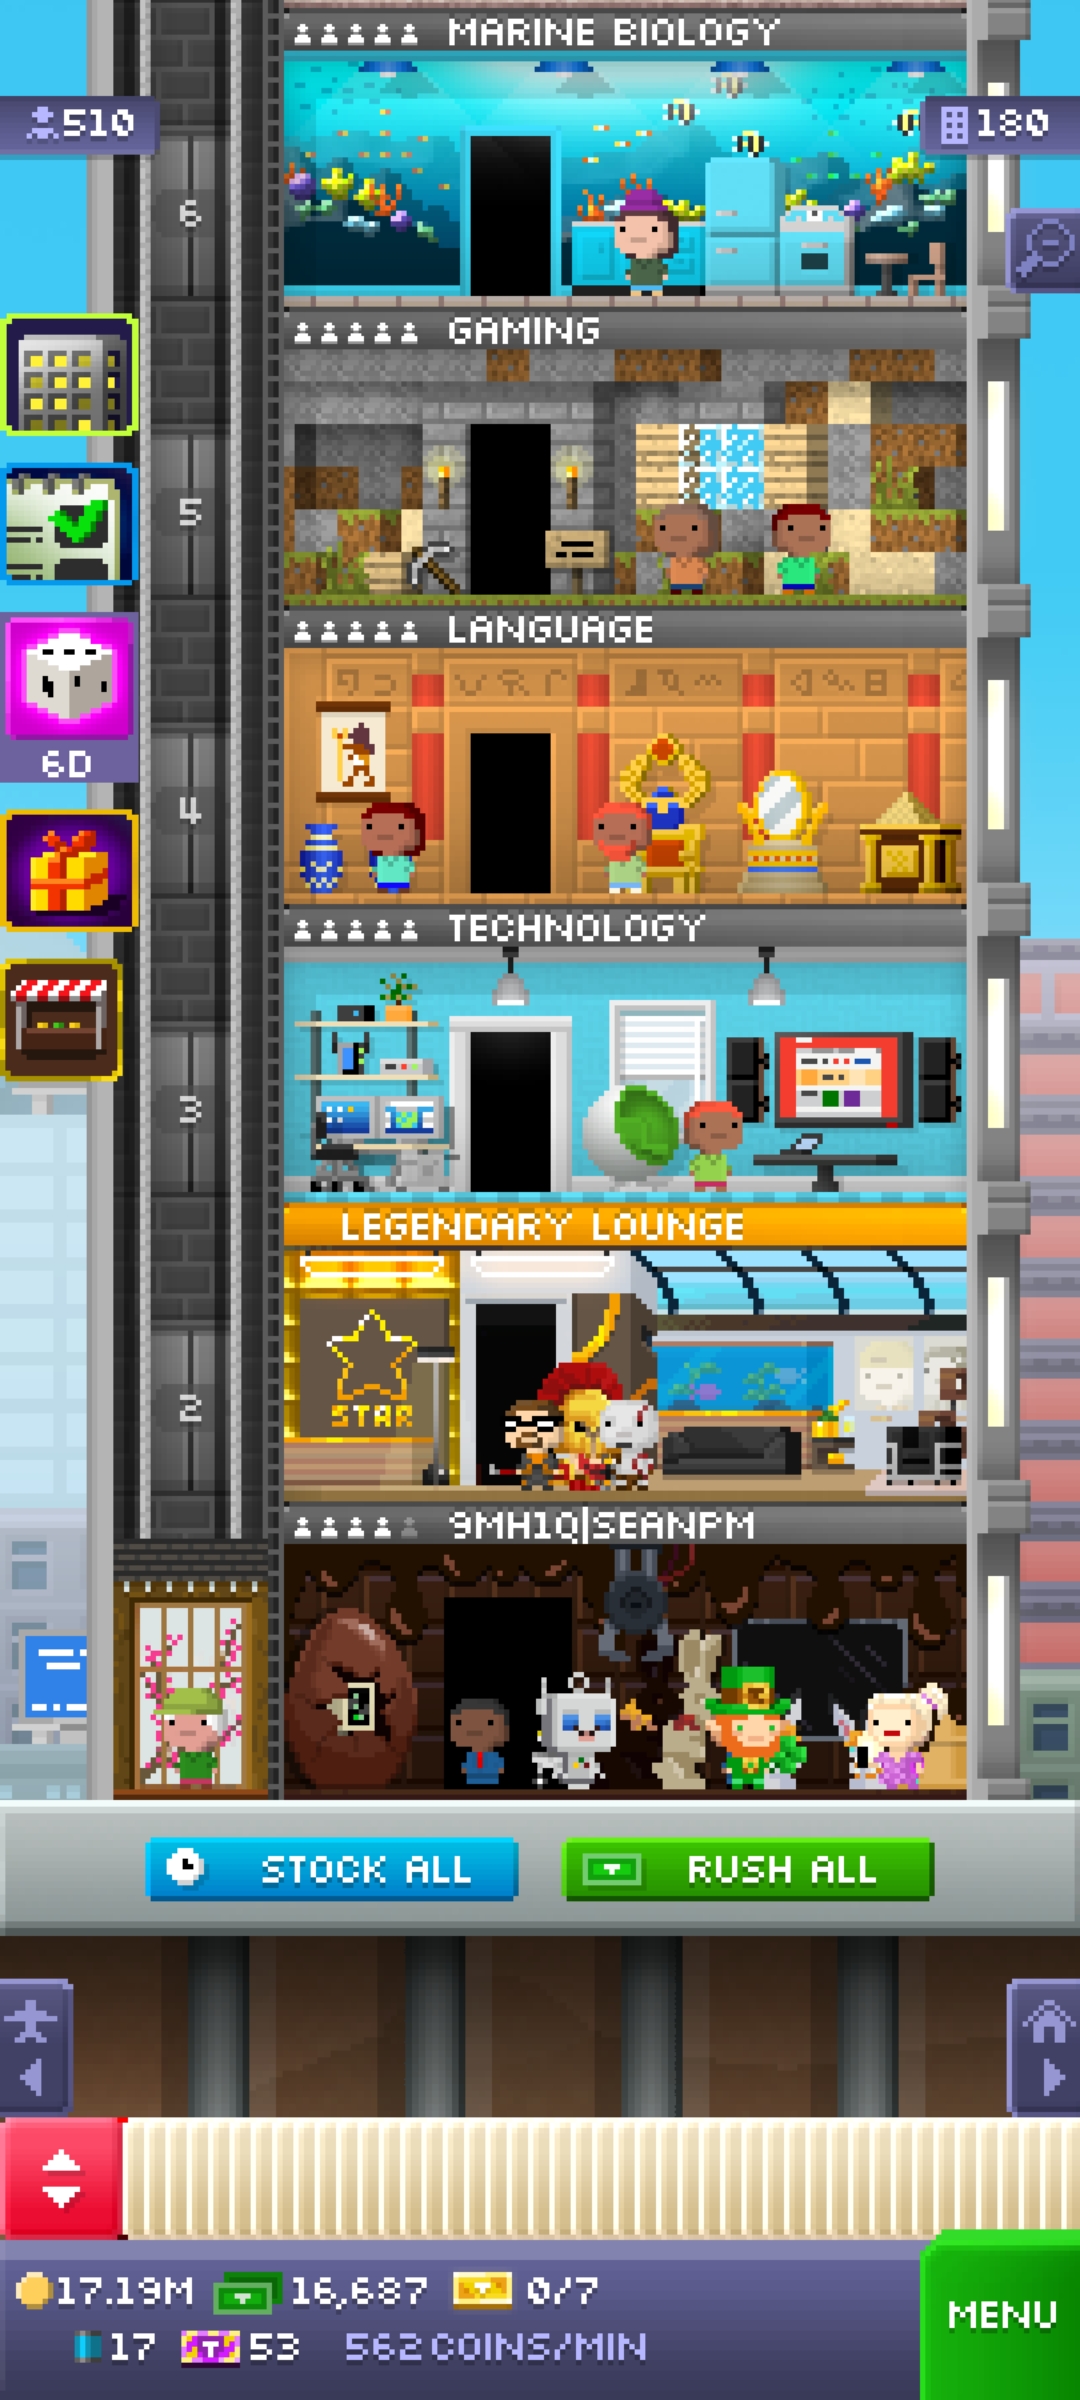 MARINE BIOLOGY
510
180
6
GAMING
5
LANGUAGE
6D
4
TECHNOLOGY
3
LEGENDARY LOUNGE
2
STAR
9MH1Q|SEANPM
STOCK ALL
RUSH ALL
17.19M
16,687
0/7
MENU
17
53
562 COINS/MIN